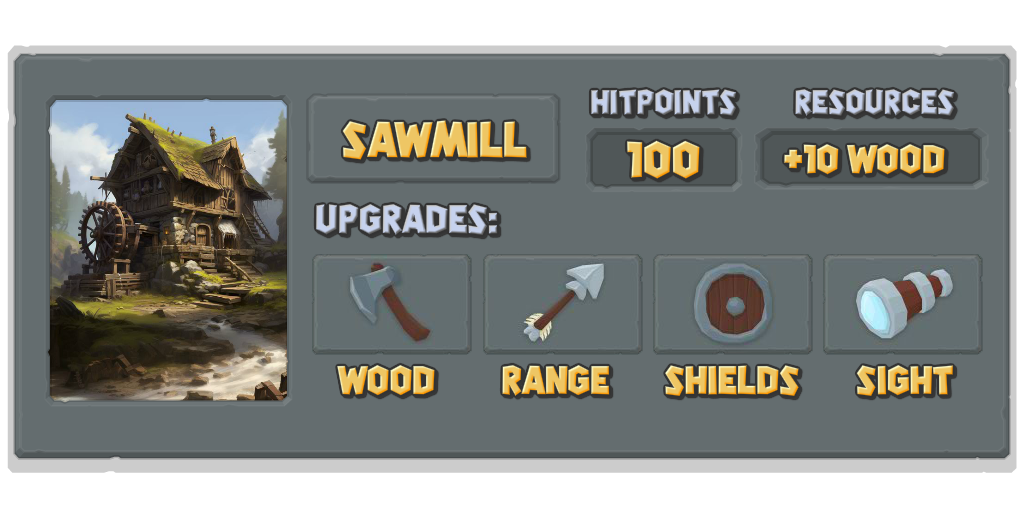 SAWMILL
HITPOINTS
100
RESOURCES
+10 WOOD
UPGRADES:
WOOD
RANGE
SHIELDS
SIGHT